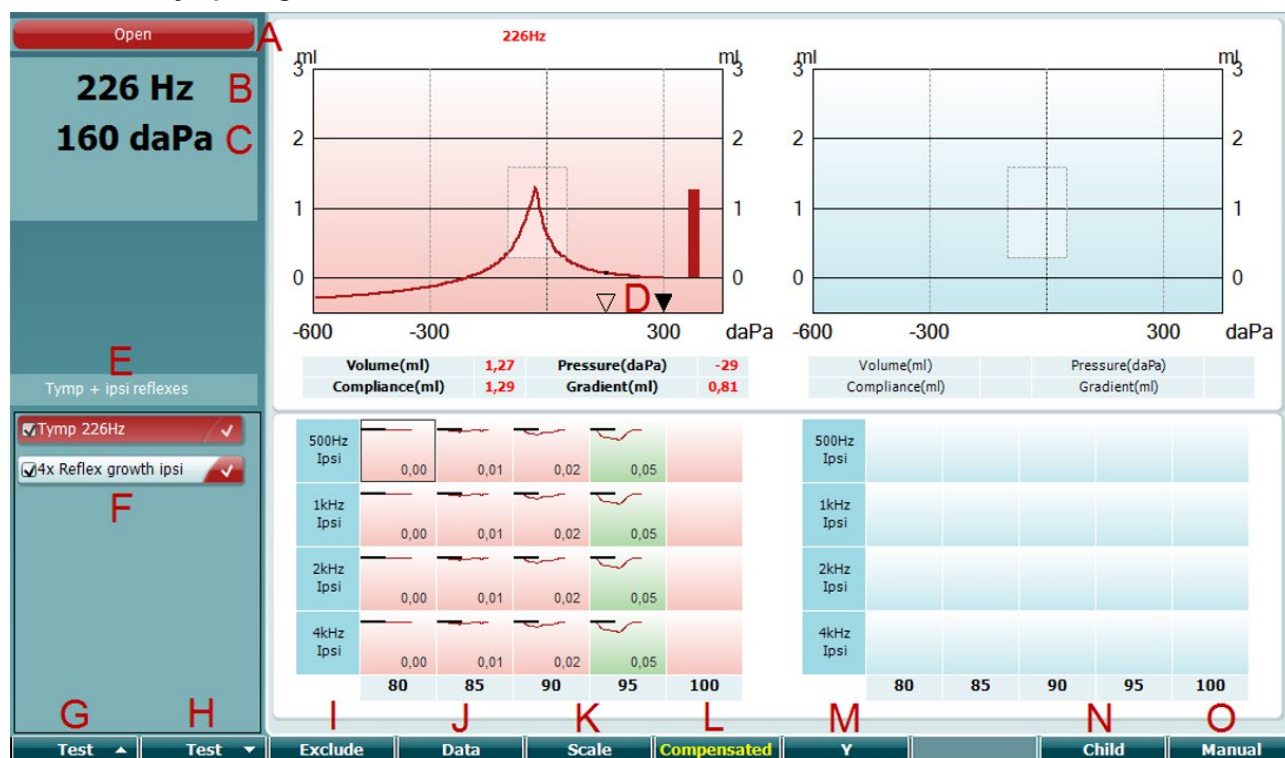 Open A
226 Hz B
160 daPa C
E
Tymp + ipsi reflexes
Tymp 226Hz
4x Reflex growth ipsi
F
226Hz
ml ml
3 3
2 2
1 1
0 0
D
-600 -300 300 daPa
Volume(ml) 1,27 Pressure(daPa) -29
Compliance(ml) 1,29 Gradient(ml) 0,81
ml ml
3 3
2 2
1 1
0 0
-600 -300 300 daPa
Volume(ml) Pressure(daPa)
Compliance(ml) Gradient(ml)
500Hz
Ipsi 0,00 0,01 0,02 0,05
1kHz
Ipsi 0,00 0,01 0,02 0,05
2kHz
Ipsi 0,00 0,01 0,02 0,05
4kHz
Ipsi 0,00 0,01 0,02 0,05
80 85 90 95 100
500Hz
Ipsi
1kHz
Ipsi
2kHz
Ipsi
4kHz
Ipsi
80 85 90 95 100
G H I J K L M N O
Test Test Exclude Data Scale Compensated Y Child Manual